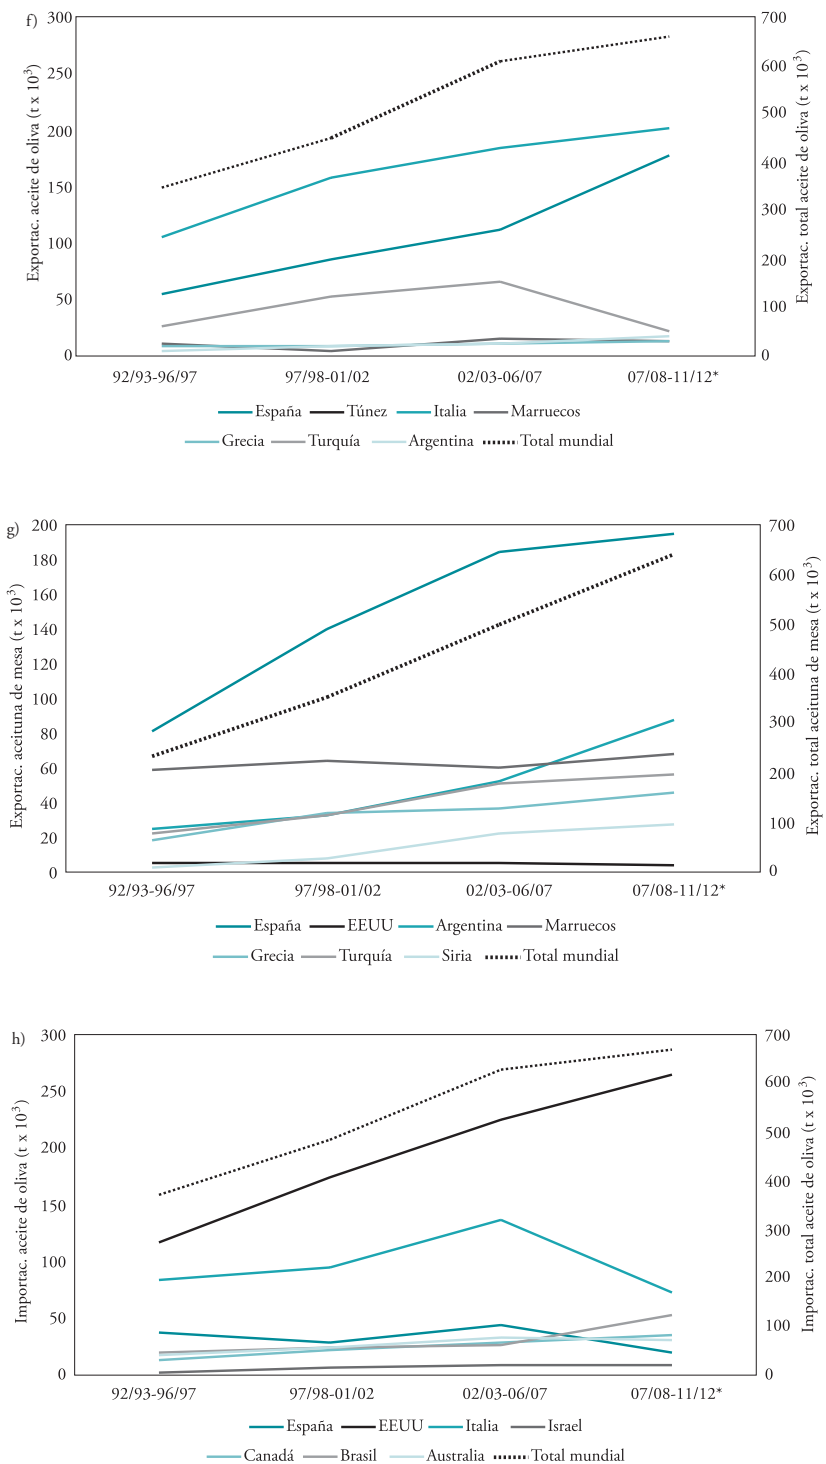 f)
Exportac. aceite de oliva (t x 10³)
300
250
200
150
100
50
0
700
600
500
400
300
200
100
0
Exportac. total aceite de oliva (t x 10³)
92/93-96/97 97/98-01/02 02/03-06/07 07/08-11/12*
España Túnez Italia Marruecos
Grecia Turquía Argentina Total mundial
g)
Exportac. aceituna de mesa (t x 10³)
200
180
160
140
120
100
80
60
40
20
0
700
600
500
400
300
200
100
0
Exportac. total aceituna de mesa (t x 10³)
92/93-96/97 97/98-01/02 02/03-06/07 07/08-11/12*
España EEUU Argentina Marruecos
Grecia Turquía Siria Total mundial
h)
Importac. aceite de oliva (t x 10³)
300
250
200
150
100
50
0
700
600
500
400
300
200
100
0
Importac. total aceite de oliva (t x 10³)
92/93-96/97 97/98-01/02 02/03-06/07 07/08-11/12*
España EEUU Italia Israel
Canadá Brasil Australia Total mundial